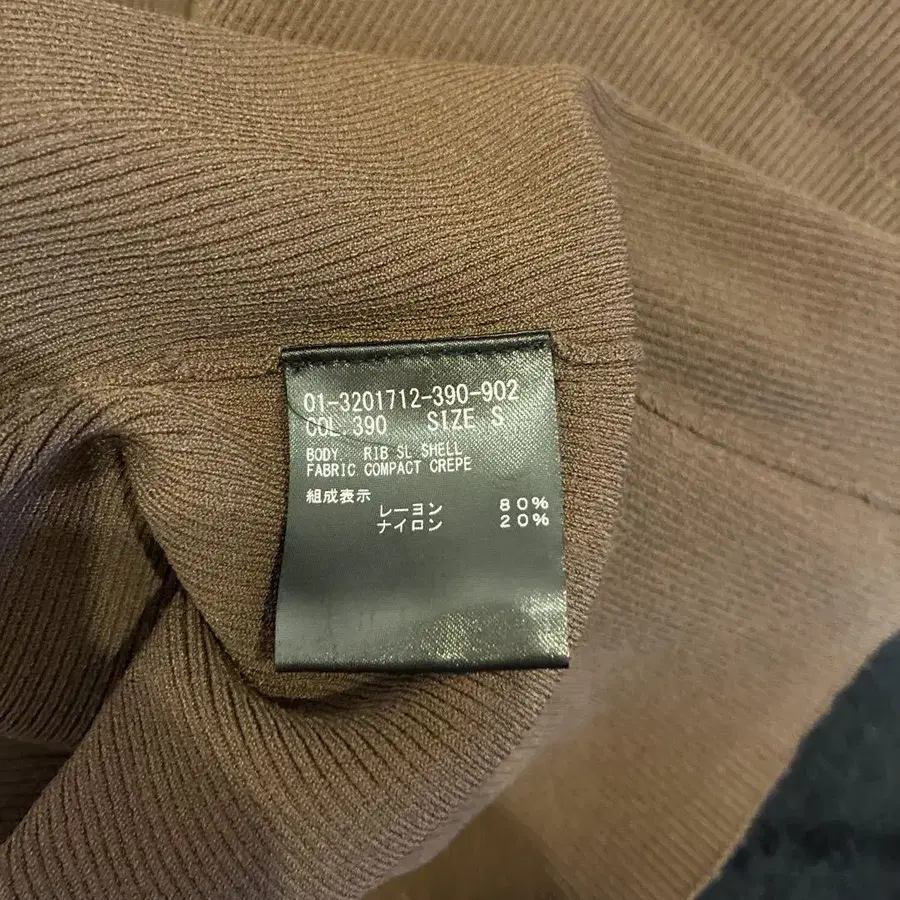 01-3201712-390-902
COL.390 SIZE S
BODY. RIB SL SHELL
FABRIC COMPACT CREPE
組成表示
レーヨン 80%
ナイロン 20%